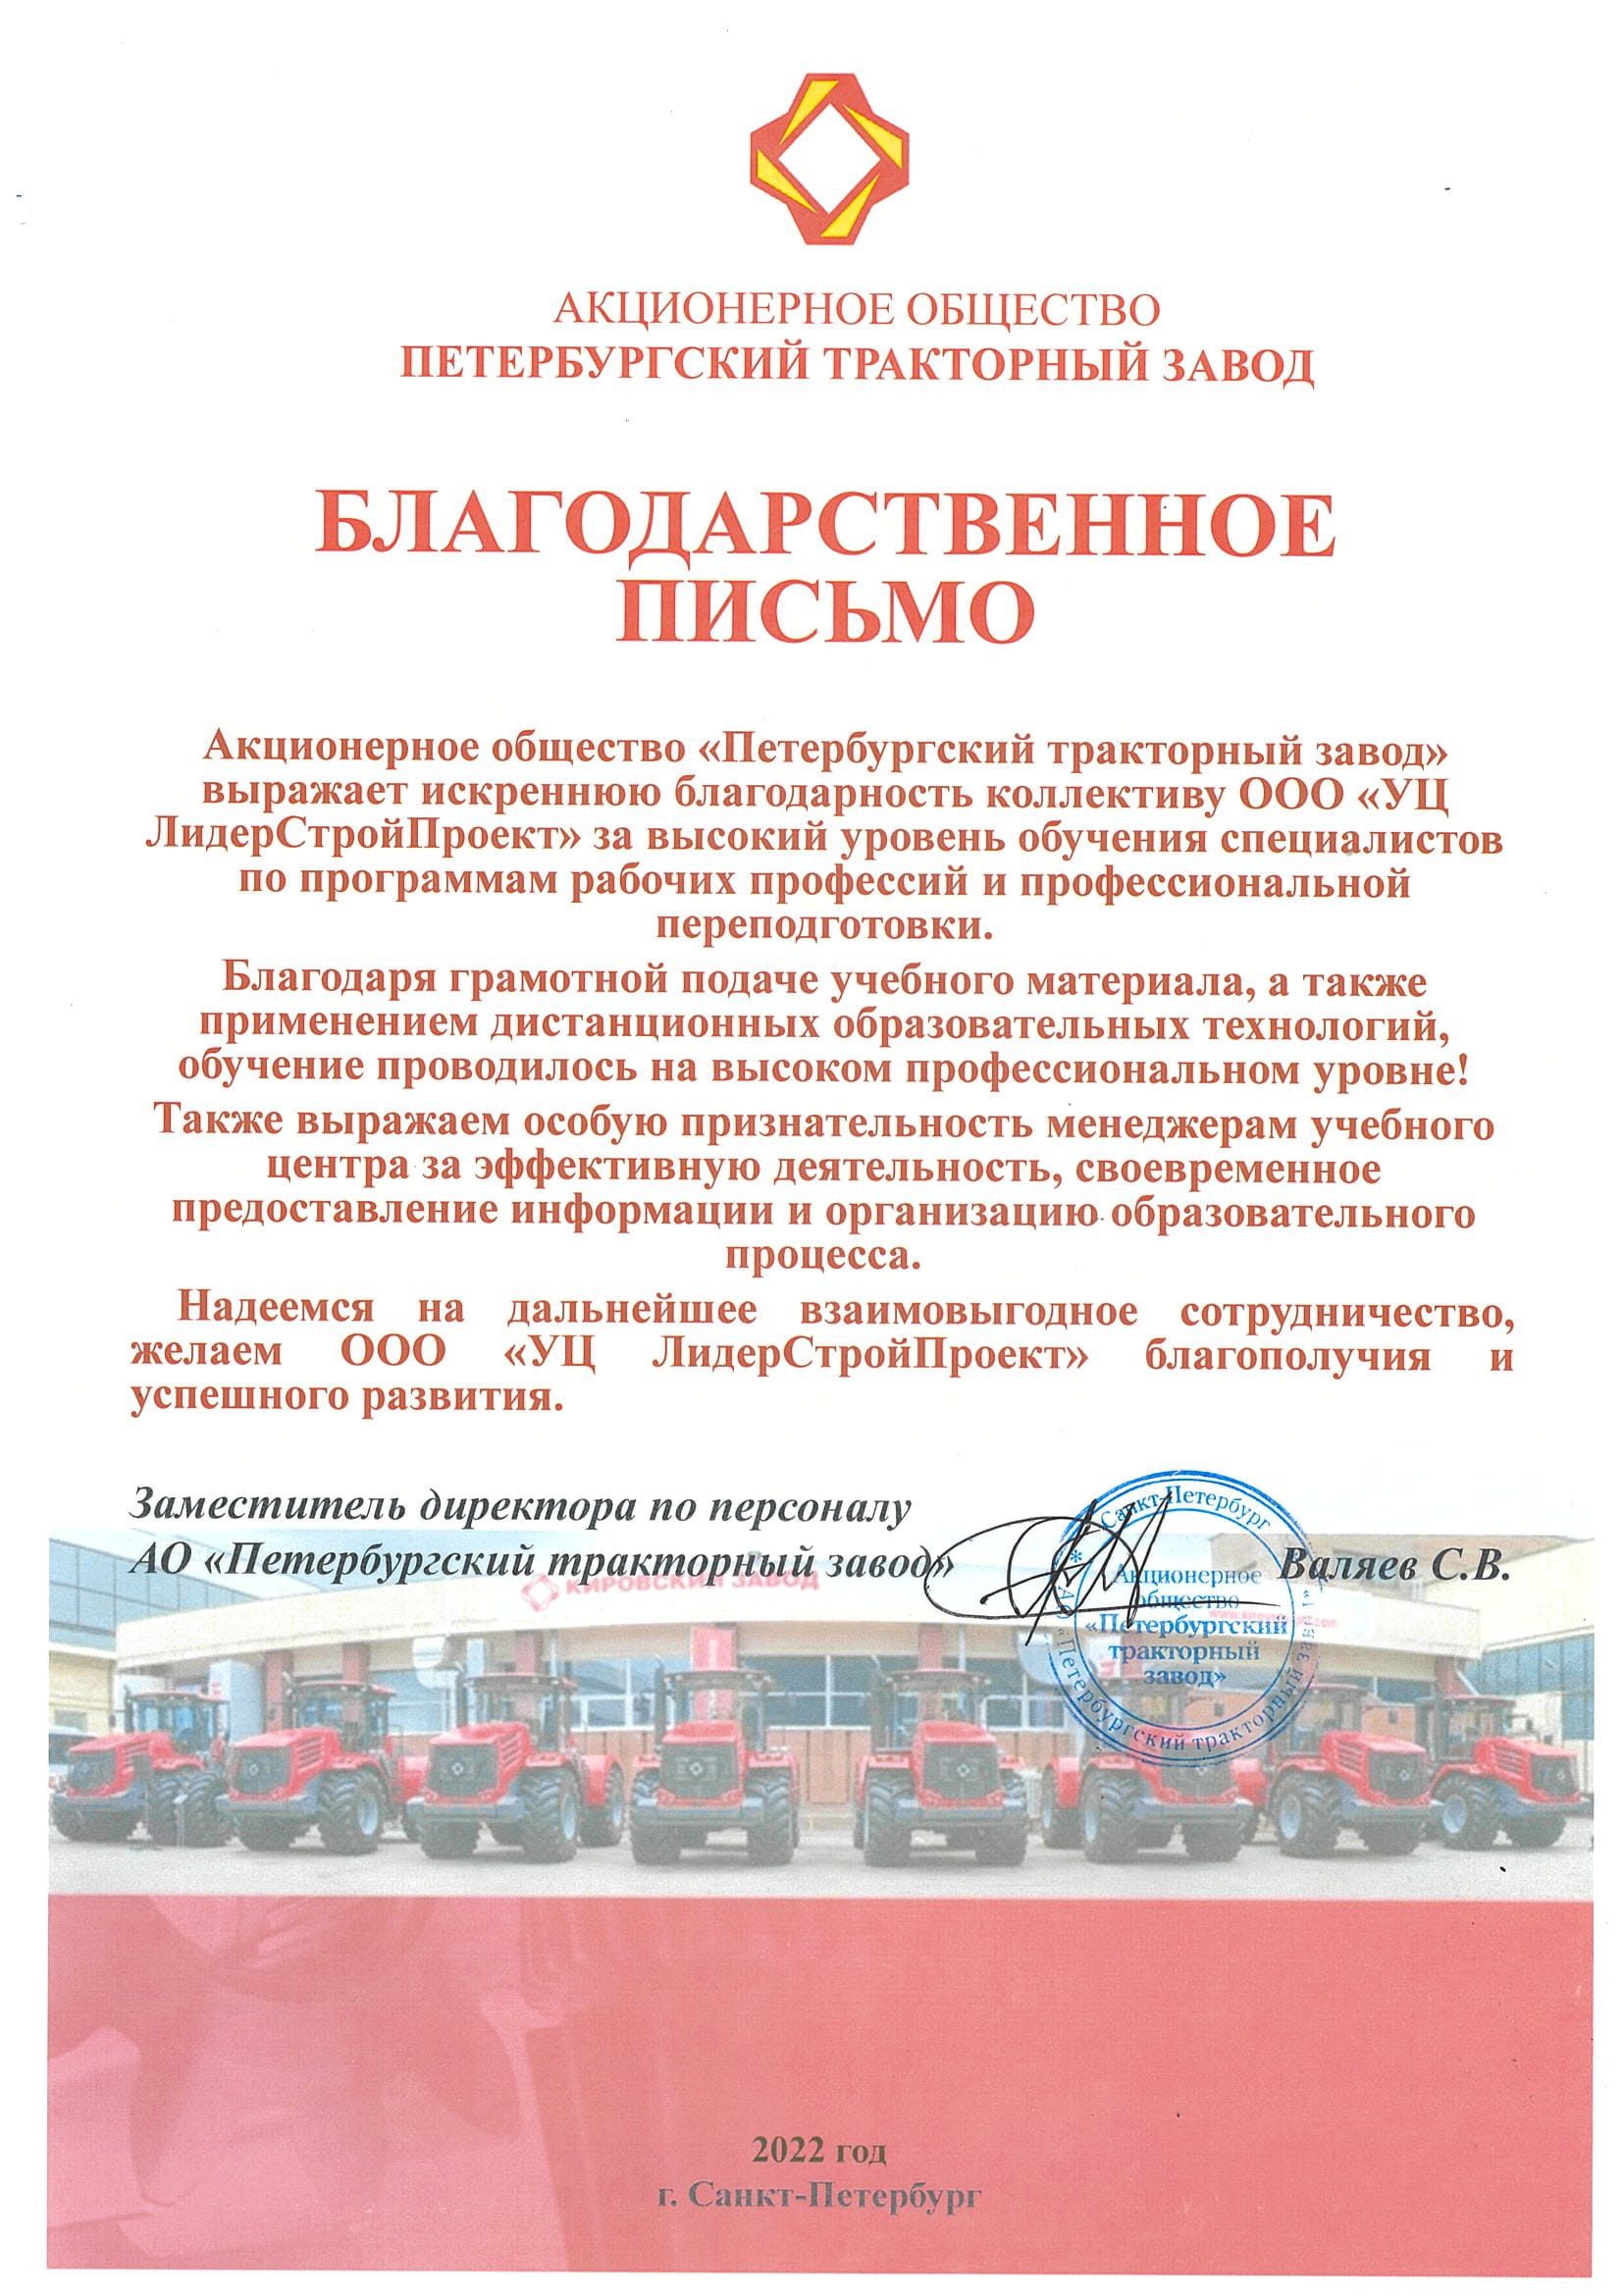 АКЦИОНЕРНОЕ ОБЩЕСТВО
ПЕТЕРБУРГСКИЙ ТРАКТОРНЫЙ ЗАВОД
БЛАГОДАРСТВЕННОЕ
ПИСЬМО
Акционерное общество «Петербургский тракторный завод»
выражает искреннюю благодарность коллективу ООО «УЦ
ЛидерСтройПроект» за высокий уровень обучения специалистов
по программам рабочих профессий и профессиональной
переподготовки.
Благодаря грамотной подаче учебного материала, а также
применением дистанционных образовательных технологий,
обучение проводилось на высоком профессиональном уровне!
Также выражаем особую признательность менеджерам учебного
центра за эффективную деятельность, своевременное
предоставление информации и организацию образовательного
процесса.
Надеемся на дальнейшее взаимовыгодное сотрудничество,
желаем ООО «УЦ ЛидерСтройПроект» благополучия и
успешного развития.
Заместитель директора по персоналу
АО «Петербургский тракторный завод»
Валяев С.В.
КИРОВСКИЙ ЗАВОД
Санкт-Петербург
Акционерное
общество
«Петербургский
тракторный
завод»
АО «Петербургский тракторный завод»
2022 год
г. Санкт-Петербург